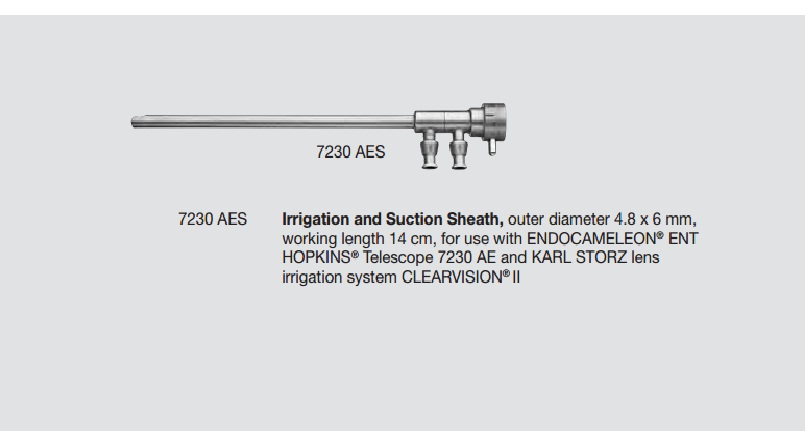 7230 AES
7230 AES
Irrigation and Suction Sheath, outer diameter 4.8 x 6 mm,
working length 14 cm, for use with ENDOCAMELEON® ENT
HOPKINS® Telescope 7230 AE and KARL STORZ lens
irrigation system CLEARVISION® II